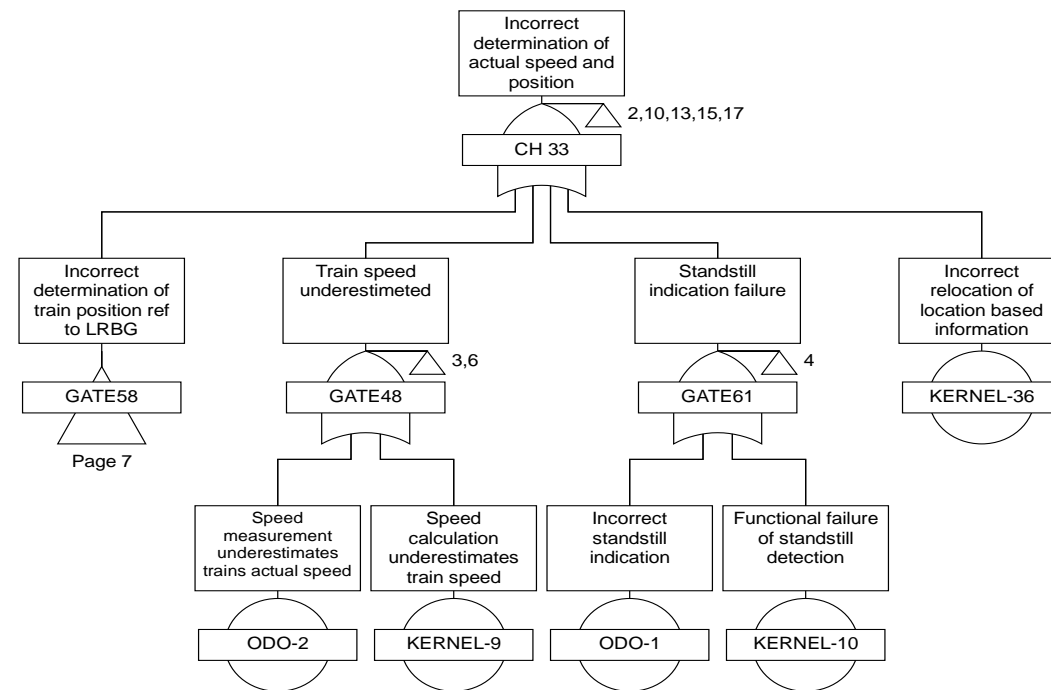 Incorrect
determination of
actual speed and
position
2,10,13,15,17
CH 33
Incorrect
determination of
train position ref
to LRBG
Train speed
underestimeted
Standstill
indication failure
Incorrect
relocation of
location based
information
3,6
4
GATE58
GATE48
GATE61
KERNEL-36
Page 7
Speed
measurement
underestimates
trains actual speed
Speed
calculation
underestimates
train speed
Incorrect
standstill
indication
Functional failure
of standstill
detection
ODO-2
KERNEL-9
ODO-1
KERNEL-10